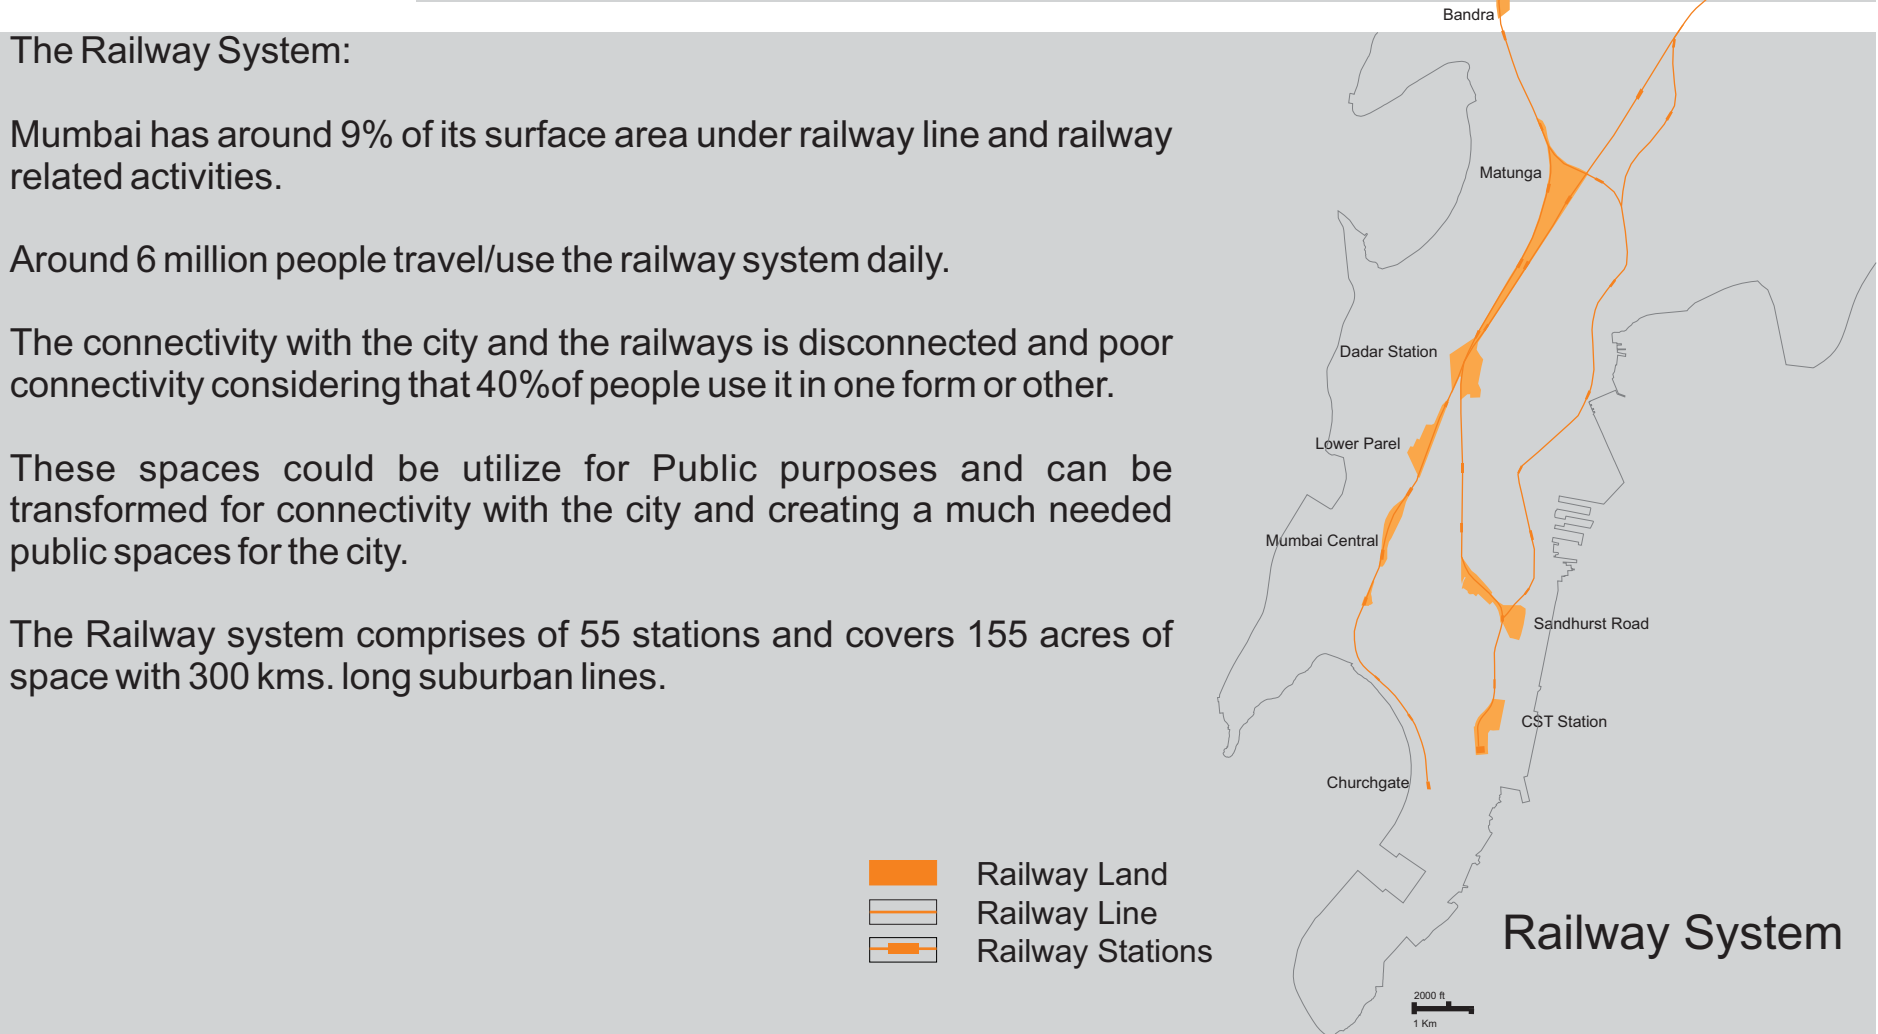 The Railway System:
Mumbai has around 9% of its surface area under railway line and railway
related activities.
Around 6 million people travel/use the railway system daily.
The connectivity with the city and the railways is disconnected and poor
connectivity considering that 40%of people use it in one form or other.
These spaces could be utilize for Public purposes and can be
transformed for connectivity with the city and creating a much needed
public spaces for the city.
The Railway system comprises of 55 stations and covers 155 acres of
space with 300 kms. long suburban lines.
Bandra
Matunga
Dadar Station
Lower Parel
Mumbai Central
Sandhurst Road
CST Station
Churchgate
Railway Land
Railway Line
Railway Stations
Railway System
2000 ft
1 Km